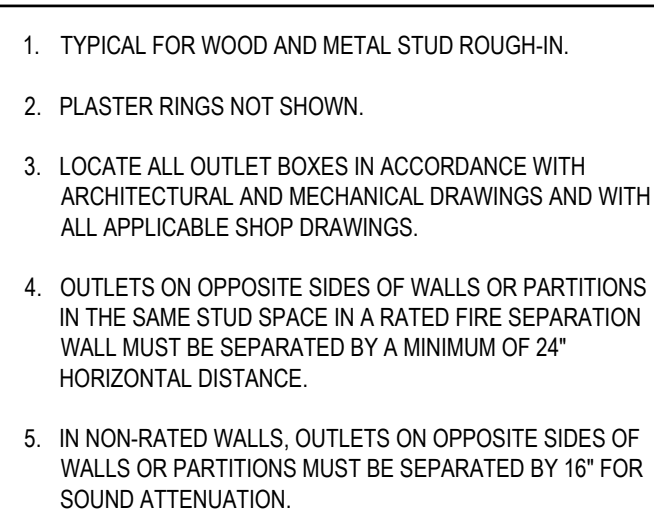 1. TYPICAL FOR WOOD AND METAL STUD ROUGH-IN.
2. PLASTER RINGS NOT SHOWN.
3. LOCATE ALL OUTLET BOXES IN ACCORDANCE WITH
ARCHITECTURAL AND MECHANICAL DRAWINGS AND WITH
ALL APPLICABLE SHOP DRAWINGS.
4. OUTLETS ON OPPOSITE SIDES OF WALLS OR PARTITIONS
IN THE SAME STUD SPACE IN A RATED FIRE SEPARATION
WALL MUST BE SEPARATED BY A MINIMUM OF 24"
HORIZONTAL DISTANCE.
5. IN NON-RATED WALLS, OUTLETS ON OPPOSITE SIDES OF
WALLS OR PARTITIONS MUST BE SEPARATED BY 16" FOR
SOUND ATTENUATION.